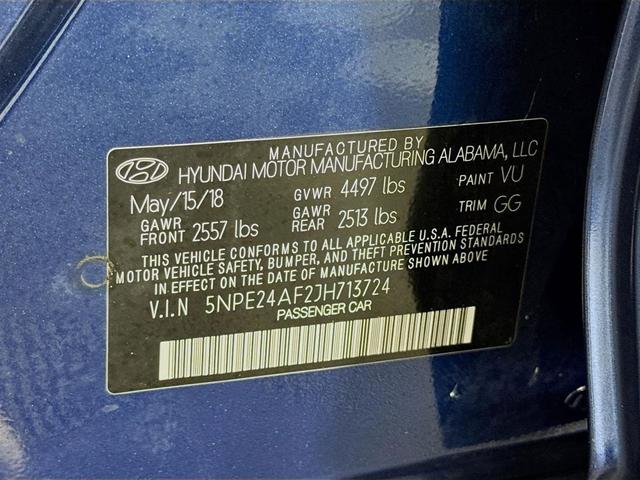 MANUFACTURED BY
HYUNDAI MOTOR MANUFACTURING ALABAMA, LLC
May/15/18 GVWR 4497 lbs PAINT VU
GAWR FRONT 2557 lbs GAWR REAR 2513 lbs TRIM GG
THIS VEHICLE CONFORMS TO ALL APPLICABLE U.S.A. FEDERAL
MOTOR VEHICLE SAFETY, BUMPER, AND THEFT PREVENTION STANDARDS
IN EFFECT ON THE DATE OF MANUFACTURE SHOWN ABOVE
V.I.N 5NPE24AF2JH713724
PASSENGER CAR